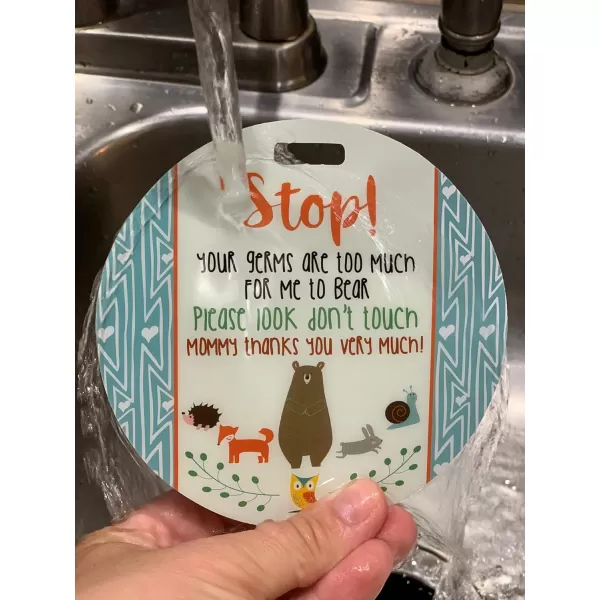 Stop!
YOUR GERMS ARE TOO MUCH
FOR ME TO BEAR
Please look don't touch
MOMMY THANKS YOU VERY MUCH!